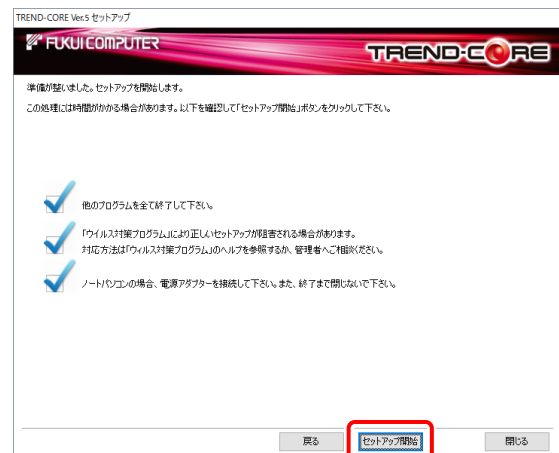 TREND-CORE Ver.5 セットアップ
FUKUI COMPUTER
TREND-CORE
準備が整いました。セットアップを開始します。
この処理には時間がかかる場合があります。以下を確認して「セットアップ開始」ボタンをクリックして下さい。
他のプログラムを全て終了して下さい。
「ウイルス対策プログラム」により正しいセットアップが阻害される場合があります。
対応方法は「ウィルス対策プログラム」のヘルプを参照するか、管理者へご相談ください。
ノートパソコンの場合、電源アダプターを接続して下さい。また、終了まで閉じないで下さい。
戻る
セットアップ開始
閉じる